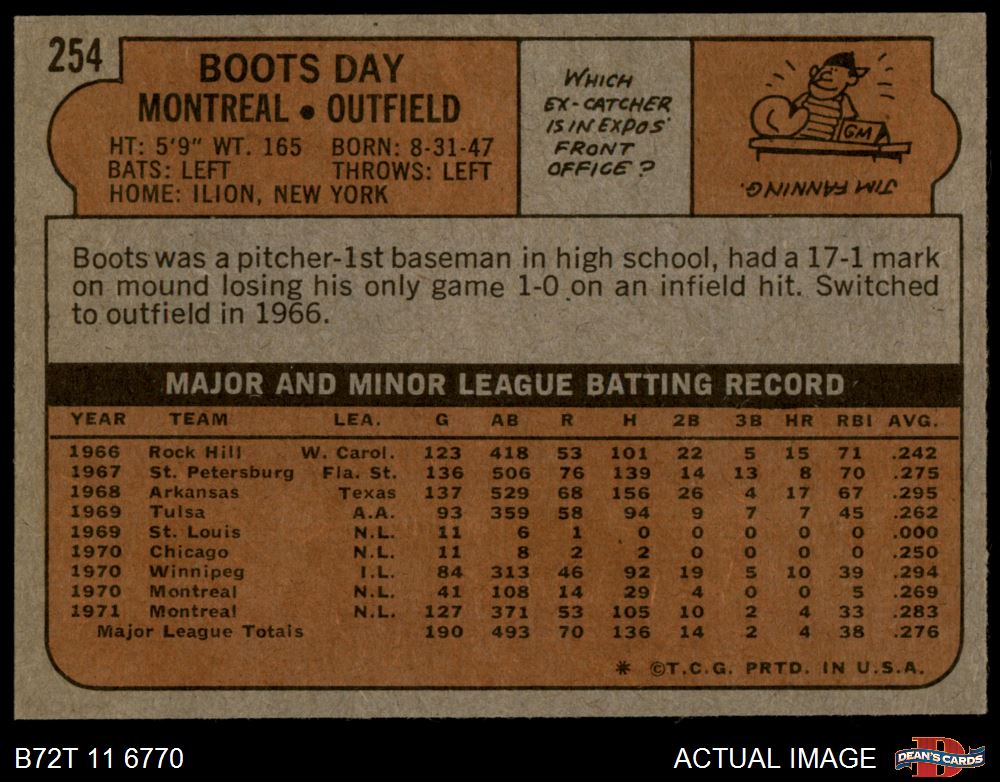 254
BOOTS DAY
MONTREAL • OUTFIELD
HT: 5'9" WT. 165 BORN: 8-31-47
BATS: LEFT THROWS: LEFT
HOME: ILION, NEW YORK
WHICH
EX-CATCHER
IS IN EXPOS'
FRONT
OFFICE?
GM
JIM FANNING.
Boots was a pitcher-1st baseman in high school, had a 17-1 mark
on mound losing his only game 1-0 on an infield hit. Switched
to outfield in 1966.
MAJOR AND MINOR LEAGUE BATTING RECORD
YEAR TEAM LEA. G AB R H 2B 3B HR RBI AVG.
1966 Rock Hill W. Carol. 123 418 53 101 22 5 15 71 .242
1967 St. Petersburg Fla. St. 136 506 76 139 14 13 8 70 .275
1968 Arkansas Texas 137 529 68 156 26 4 17 67 .295
1969 Tulsa A.A. 93 359 58 94 9 7 7 45 .262
1969 St. Louis N.L. 11 6 1 0 0 0 0 0 .000
1970 Chicago N.L. 11 8 2 2 0 0 0 0 .250
1970 Winnipeg I.L. 84 313 46 92 19 5 10 39 .294
1970 Montreal N.L. 41 108 14 29 4 0 0 5 .269
1971 Montreal N.L. 127 371 53 105 10 2 4 33 .283
Major League Totals 190 493 70 136 14 2 4 38 .276
* ©T.C.G. PRTD. IN U.S.A.
B72T 11 6770 ACTUAL IMAGE
D
DEAN'S CARDS